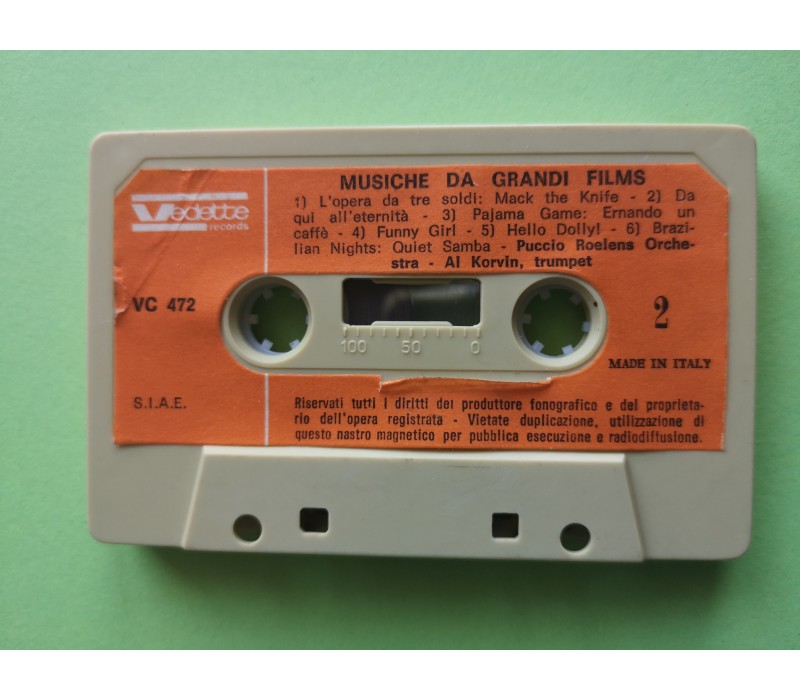 Vedette
records
MUSICHE DA GRANDI FILMS
1) L'opera da tre soldi: Mack the Knife - 2) Da
qui all'eternità - 3) Pajama Game: Ernando un
caffè - 4) Funny Girl - 5) Hello Dolly! - 6) Brazi-
lian Nights: Quiet Samba - Puccio Roelens Orche-
stra - Al Korvin, trumpet
VC 472
100 50 0
2
MADE IN ITALY
S.I.A.E.
Riservati tutti i diritti del produttore fonografico e del proprieta-
rio dell'opera registrata - Vietate duplicazione, utilizzazione di
questo nastro magnetico per pubblica esecuzione e radiodiffusione.